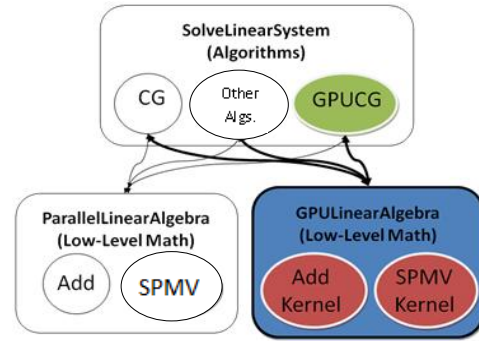 SolveLinearSystem
(Algorithms)
CG
Other
Algs.
GPUCG
ParallelLinearAlgebra
(Low-Level Math)
Add
SPMV
GPULinearAlgebra
(Low-Level Math)
Add
Kernel
SPMV
Kernel